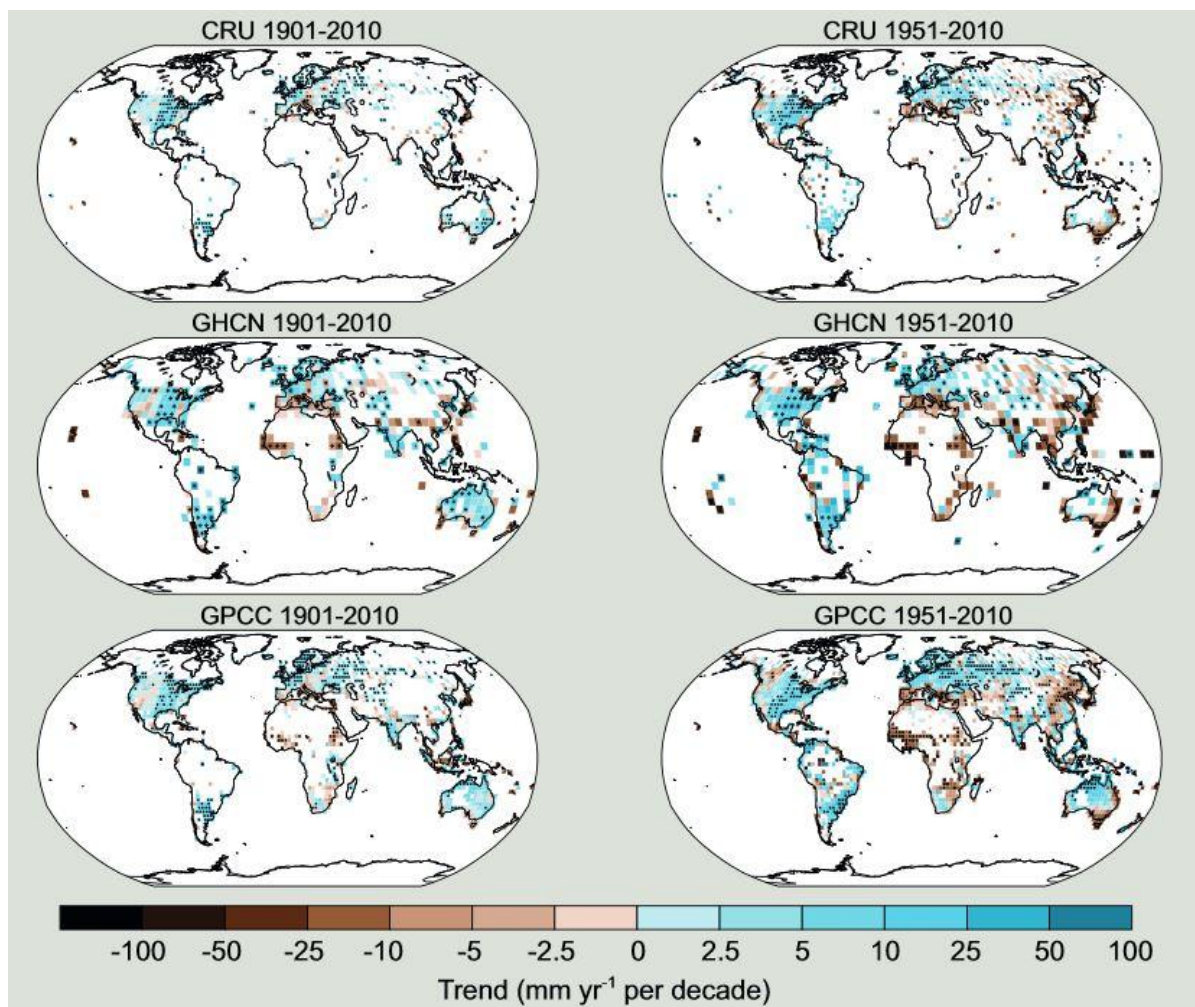 CRU 1901-2010
CRU 1951-2010
GHCN 1901-2010
GHCN 1951-2010
GPCC 1901-2010
GPCC 1951-2010
-100 -50 -25 -10 -5 -2.5 0 2.5 5 10 25 50 100
Trend (mm yr⁻¹ per decade)